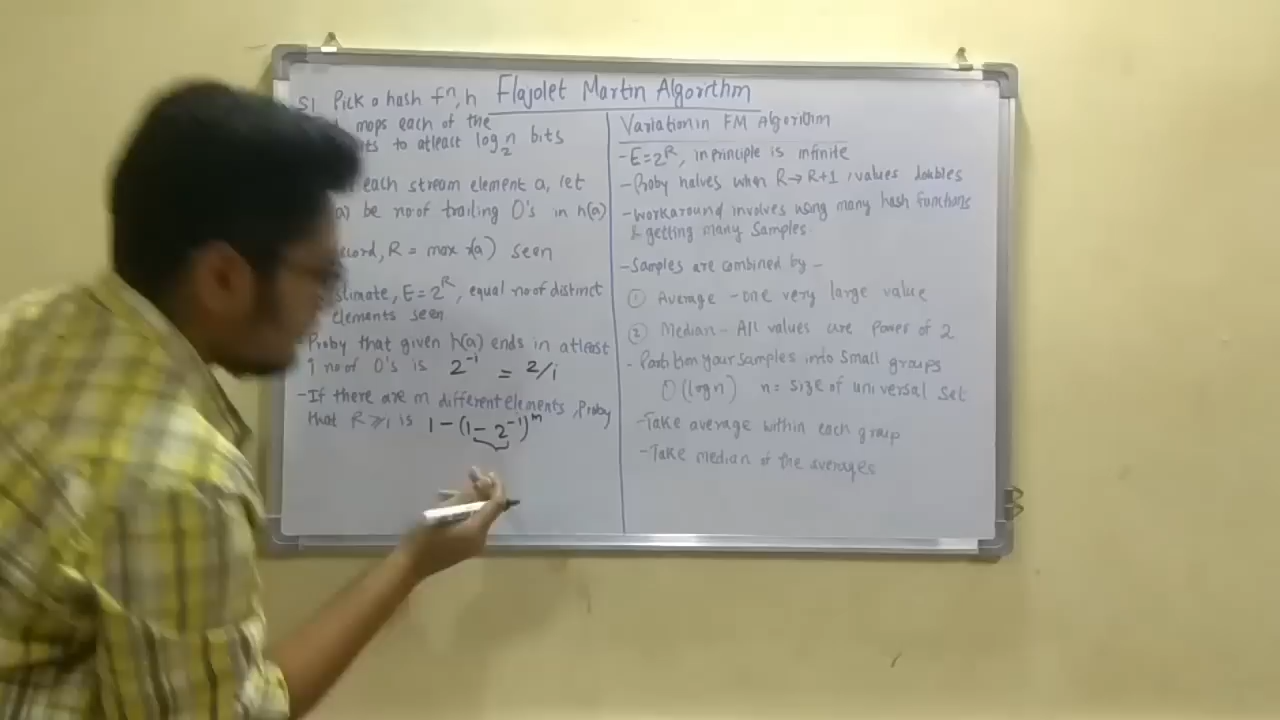 Flajolet Martin Algorithm
S1 Pick a hash fⁿ, h
maps each of the
ts to atleast log₂n bits
each stream element a, let
a) be no of trailing 0's in h(a)
ecord, R = max r(a) seen
stimate, E = 2^R, equal no of distinct
elements seen
- Proby that given h(a) ends in atleast
i no of 0's is 2^-i = 2/i
- If there are m different elements, Proby
that R ≥ i is 1 - (1 - 2^-i)^m
Variation in FM Algorithm
- E = 2^R, in principle is infinite
- Proby halves when R → R+1, values doubles
- Workaround involves using many hash functions
& getting many Samples.
- Samples are combined by -
① Average - one very large value
② Median - All values are Power of 2
- Partition your samples into small groups
O(log n) n = size of universal set
- Take average within each group
- Take median of the averages